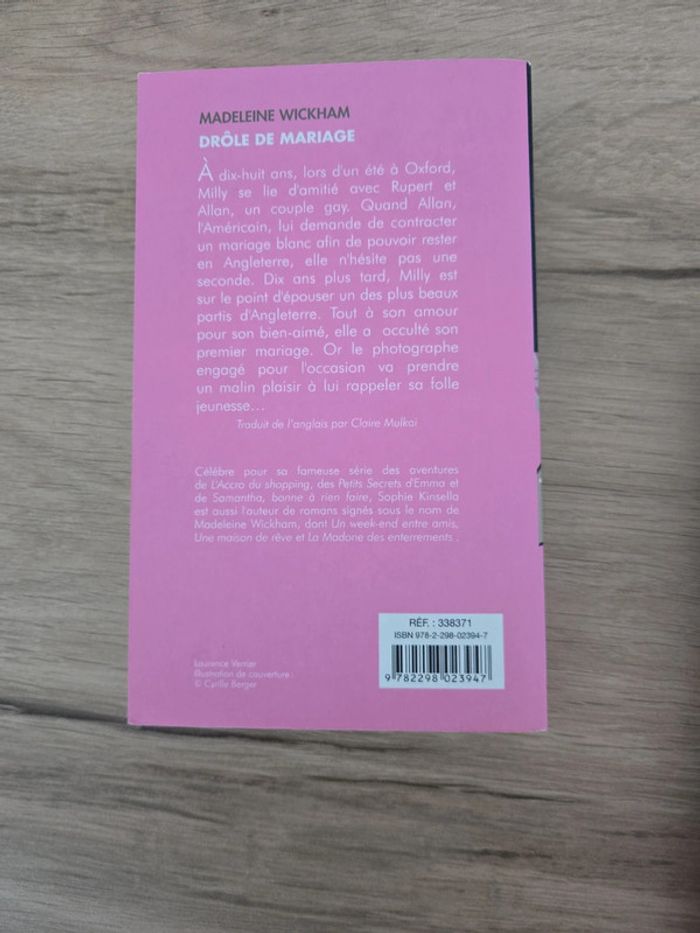 MADELEINE WICKHAM
DRÔLE DE MARIAGE
À dix-huit ans, lors d'un été à Oxford,
Milly se lie d'amitié avec Rupert et
Allan, un couple gay. Quand Allan,
l'Américain, lui demande de contracter
un mariage blanc afin de pouvoir rester
en Angleterre, elle n'hésite pas une
seconde. Dix ans plus tard, Milly est
sur le point d'épouser un des plus beaux
partis d'Angleterre. Tout à son amour
pour son bien-aimé, elle a occulté son
premier mariage. Or le photographe
engagé pour l'occasion va prendre
un malin plaisir à lui rappeler sa folle
jeunesse...
Traduit de l'anglais par Claire Mulkai
Célèbre pour sa fameuse série des aventures
de L'Accro du shopping, des Petits Secrets d'Emma et
de Samantha, bonne à rien faire, Sophie Kinsella
est aussi l'auteur de romans signés sous le nom de
Madeleine Wickham, dont Un week-end entre amis,
Une maison de rêve et La Madone des enterrements .
RÉF. : 338371
ISBN 978-2-298-02394-7
9 782298 023947
Laurence Verrier
Illustration de couverture :
© Cyrille Berger